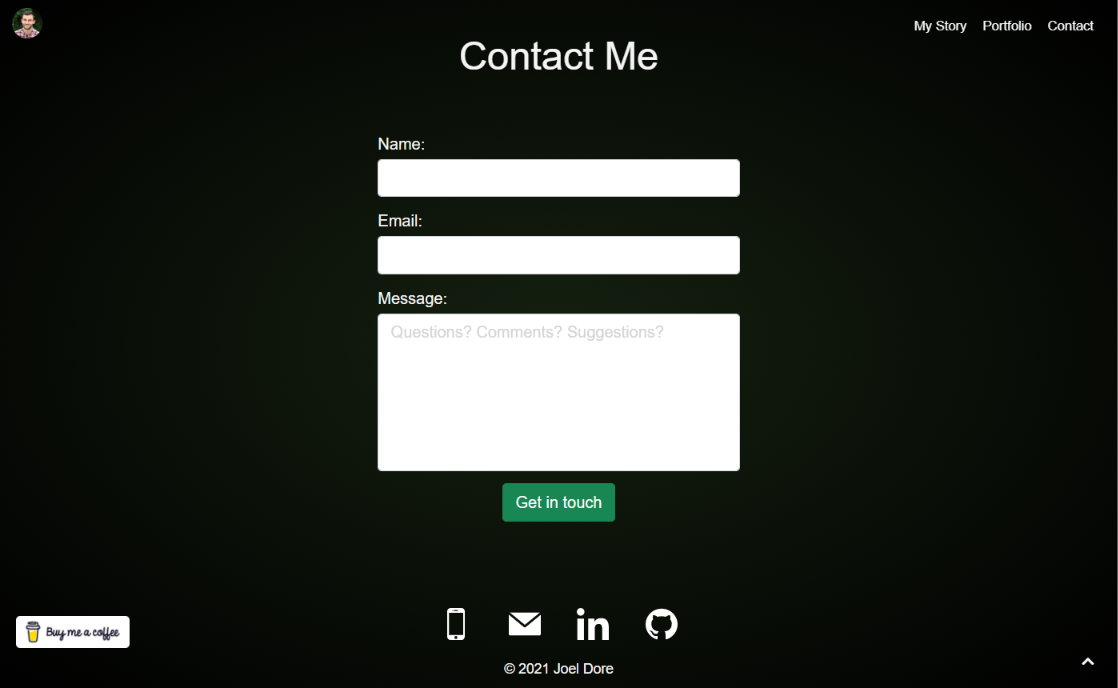 My Story Portfolio Contact
Contact Me
Name:
Email:
Message:
Questions? Comments? Suggestions?
Get in touch
Buy me a coffee
in
© 2021 Joel Dore